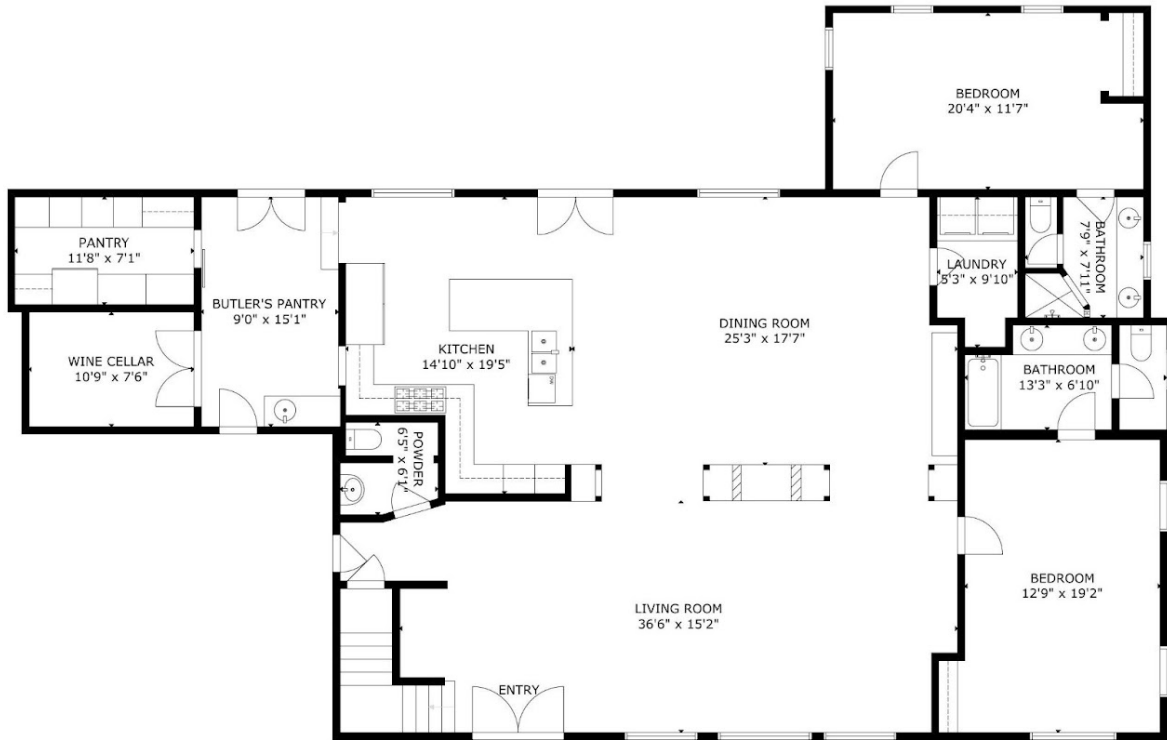 BEDROOM
20'4" x 11'7"
PANTRY
11'8" x 7'1"
BUTLER'S PANTRY
9'0" x 15'1"
WINE CELLAR
10'9" x 7'6"
KITCHEN
14'10" x 19'5"
DINING ROOM
25'3" x 17'7"
LAUNDRY
5'3" x 9'10"
BATHROOM
7'9" x 7'11"
BATHROOM
13'3" x 6'10"
POWDER
6'5" x 6'1"
BEDROOM
12'9" x 19'2"
LIVING ROOM
36'6" x 15'2"
ENTRY